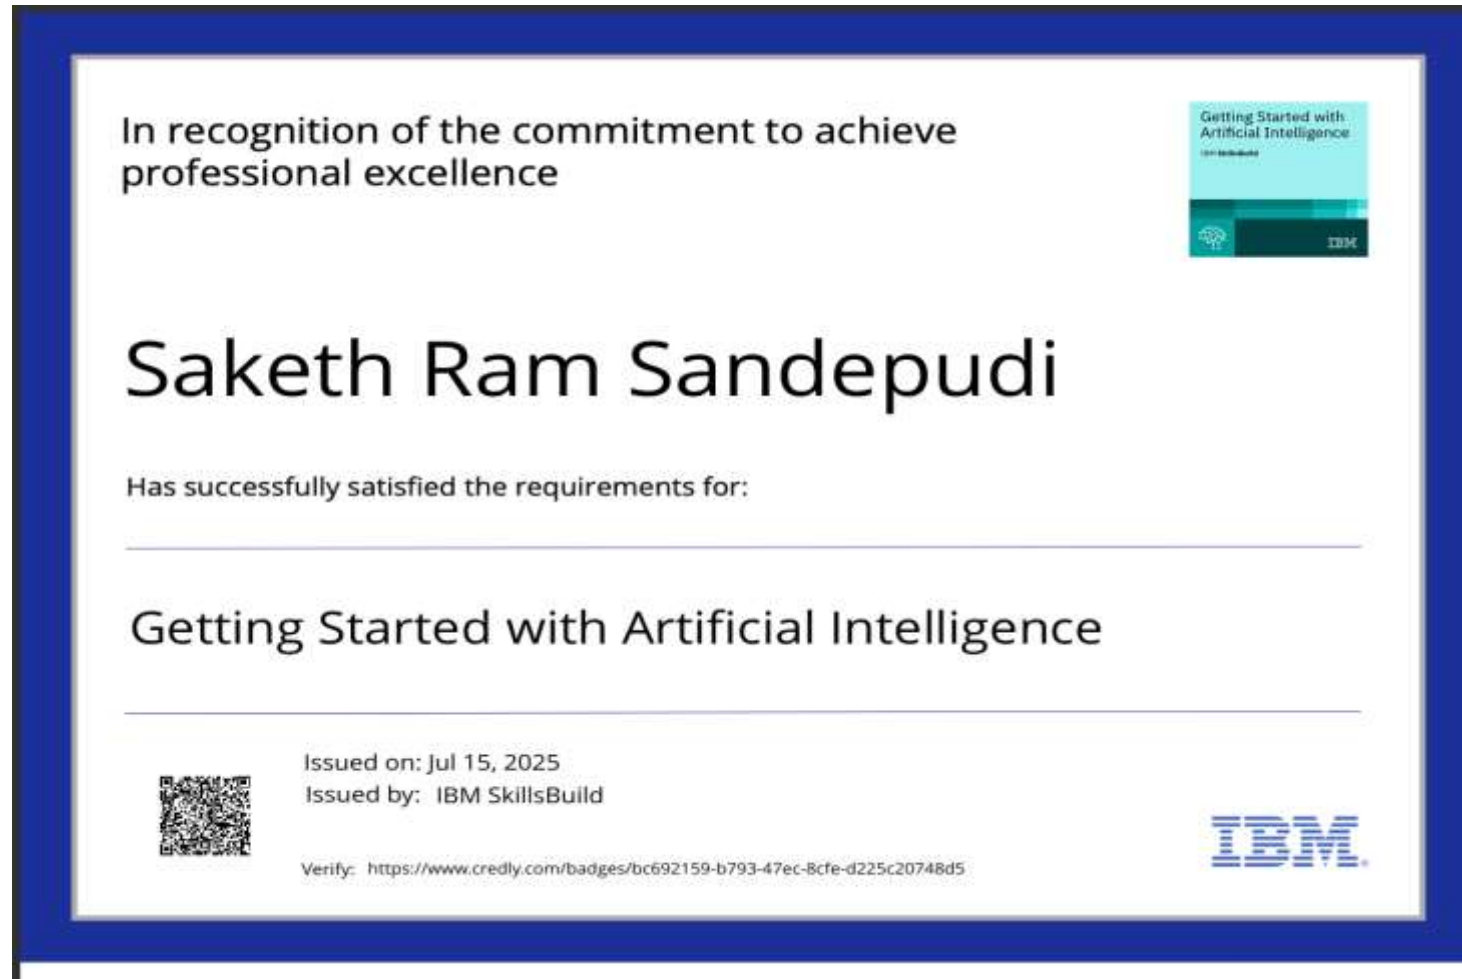 In recognition of the commitment to achieve
professional excellence
Getting Started with
Artificial Intelligence
IBM SkillsBuild
IBM
Saketh Ram Sandepudi
Has successfully satisfied the requirements for:
Getting Started with Artificial Intelligence
Issued on: Jul 15, 2025
Issued by: IBM SkillsBuild
Verify: https://www.credly.com/badges/bc692159-b793-47ec-8cfe-d225c20748d5
IBM.